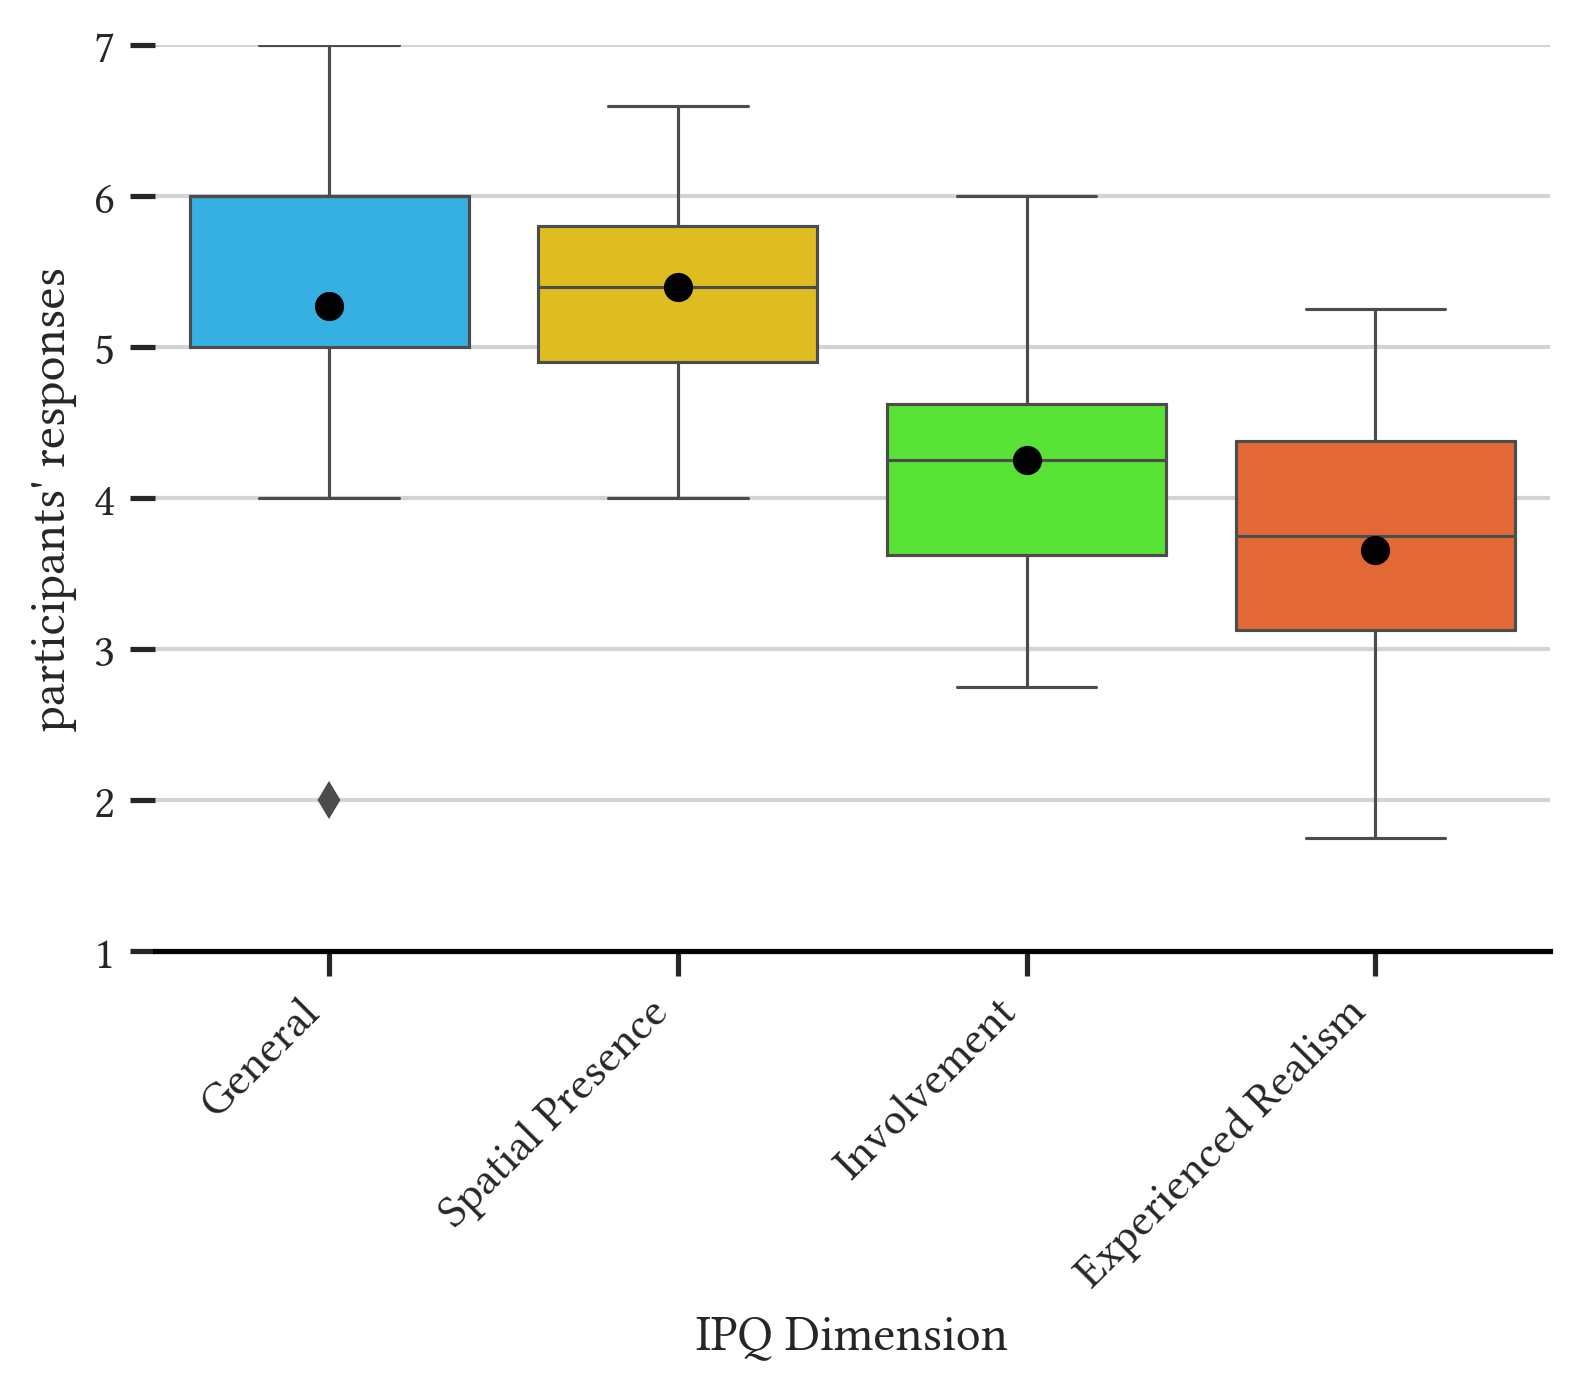 7
6
5
4
3
2
1
participants' responses
General
Spatial Presence
Involvement
Experienced Realism
IPQ Dimension